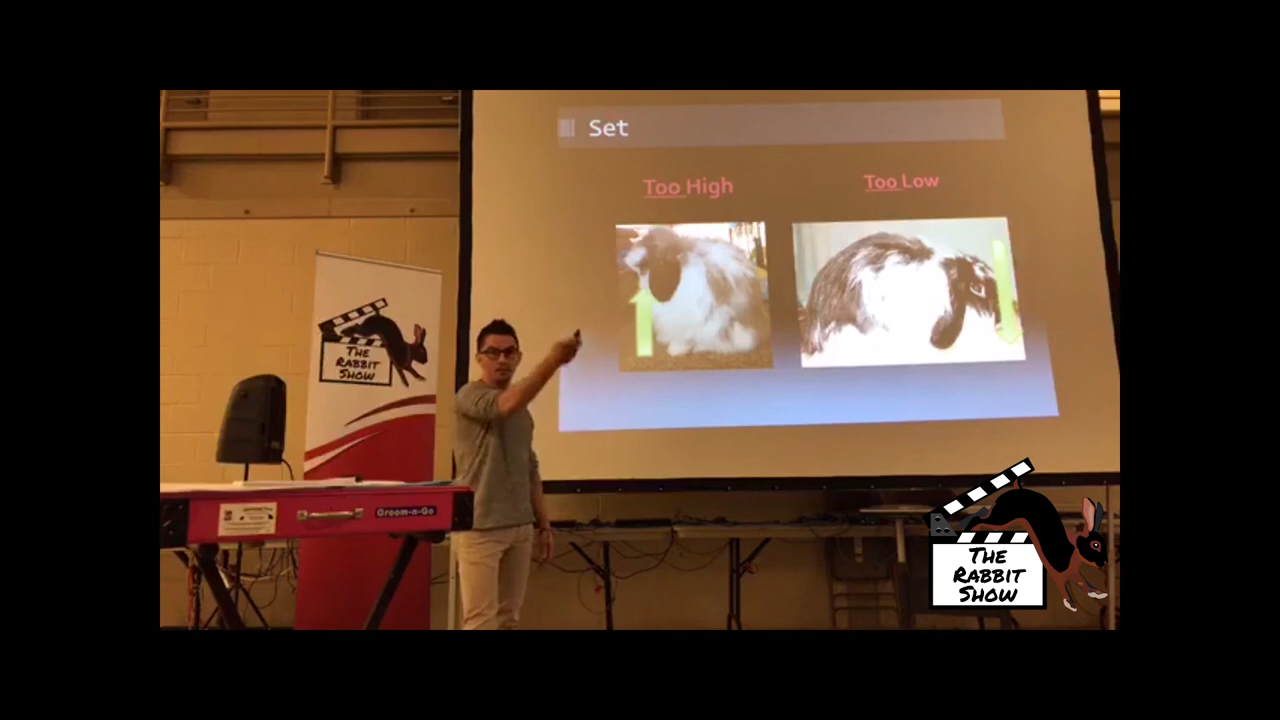 Set
Too High
Too Low
THE
RABBIT
SHOW
Groom-n-Go
THE
RABBIT
SHOW